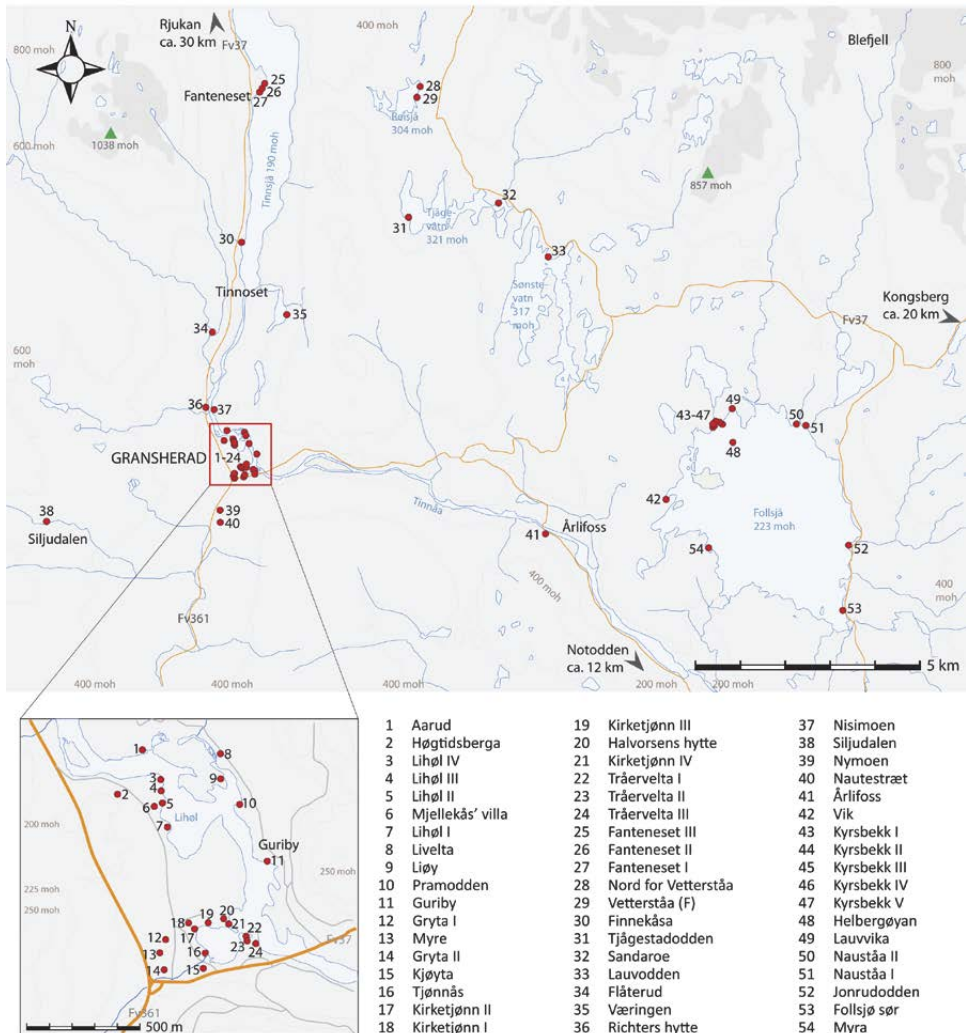 N
Rjukan
ca. 30 km
Fv37
400 moh
Blefjell
800
moh
800
moh
25
26
27
Fanteneset
28
29
Reisjå
304 moh
1038 moh
600
moh
Tinnsjå 190 moh
857 moh
32
31
Tjåge-
vatn
321
moh
30
33
Sønste-
vatn
317
moh
Tinnoset
Kongsberg
ca. 20 km
35
34
Fv37
600
moh
36
37
49
43-47
50
51
48
GRANSHERAD
1-24
42
Follsjå
223 moh
38
Siljudalen
39
40
Tinnåa
Årlifoss
41
54
52
400 moh
400
moh
53
Fv361
Notodden
ca. 12 km
5 km
400 moh
400 moh
400 moh
200 moh
200 moh
1
8
3
9
4
2
5
6
10
Lihøl
7
200 moh
Guriby
11
250 moh
225 moh
250 moh
20
18
19
21
17
22
12
23
24
Fv37
13
16
14
15
Fv361
500 m
1 Aarud
2 Høgtidsberga
3 Lihøl IV
4 Lihøl III
5 Lihøl II
6 Mjellekås’ villa
7 Lihøl I
8 Livelta
9 Liøy
10 Pramodden
11 Guriby
12 Gryta I
13 Myre
14 Gryta II
15 Kjøyta
16 Tjønnås
17 Kirketjønn II
18 Kirketjønn I
19 Kirketjønn III
20 Halvorsens hytte
21 Kirketjønn IV
22 Tråervelta I
23 Tråervelta II
24 Tråervelta III
25 Fanteneset III
26 Fanteneset II
27 Fanteneset I
28 Nord for Vetterståa
29 Vetterståa (F)
30 Finnekåsa
31 Tjågestadodden
32 Sandaroe
33 Lauvodden
34 Flåterud
35 Væringen
36 Richters hytte
37 Nisimoen
38 Siljudalen
39 Nymoen
40 Nautestræt
41 Årlifoss
42 Vik
43 Kyrsbekk I
44 Kyrsbekk II
45 Kyrsbekk III
46 Kyrsbekk IV
47 Kyrsbekk V
48 Helbergøyan
49 Lauvvika
50 Nauståa II
51 Nauståa I
52 Jonrudodden
53 Follsjø sør
54 Myra